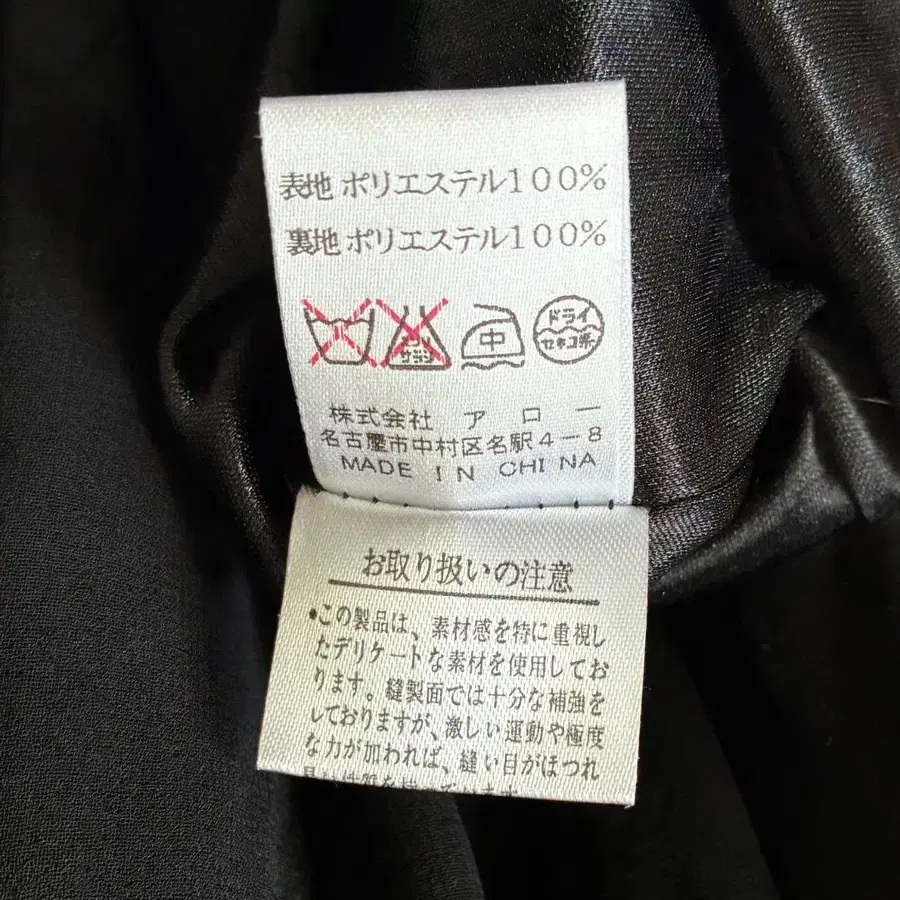 表地 ポリエステル100%
裏地 ポリエステル100%
中
ドライ
セキユ系
株式会社 アロー
名古屋市中村区名駅4-8
MADE IN CHINA
お取り扱いの注意
•この製品は、素材感を特に重視し
たデリケートな素材を使用してお
ります。縫製面では十分な補強を
しておりますが、激しい運動や極度
な力が加われば、縫い目がほつれ